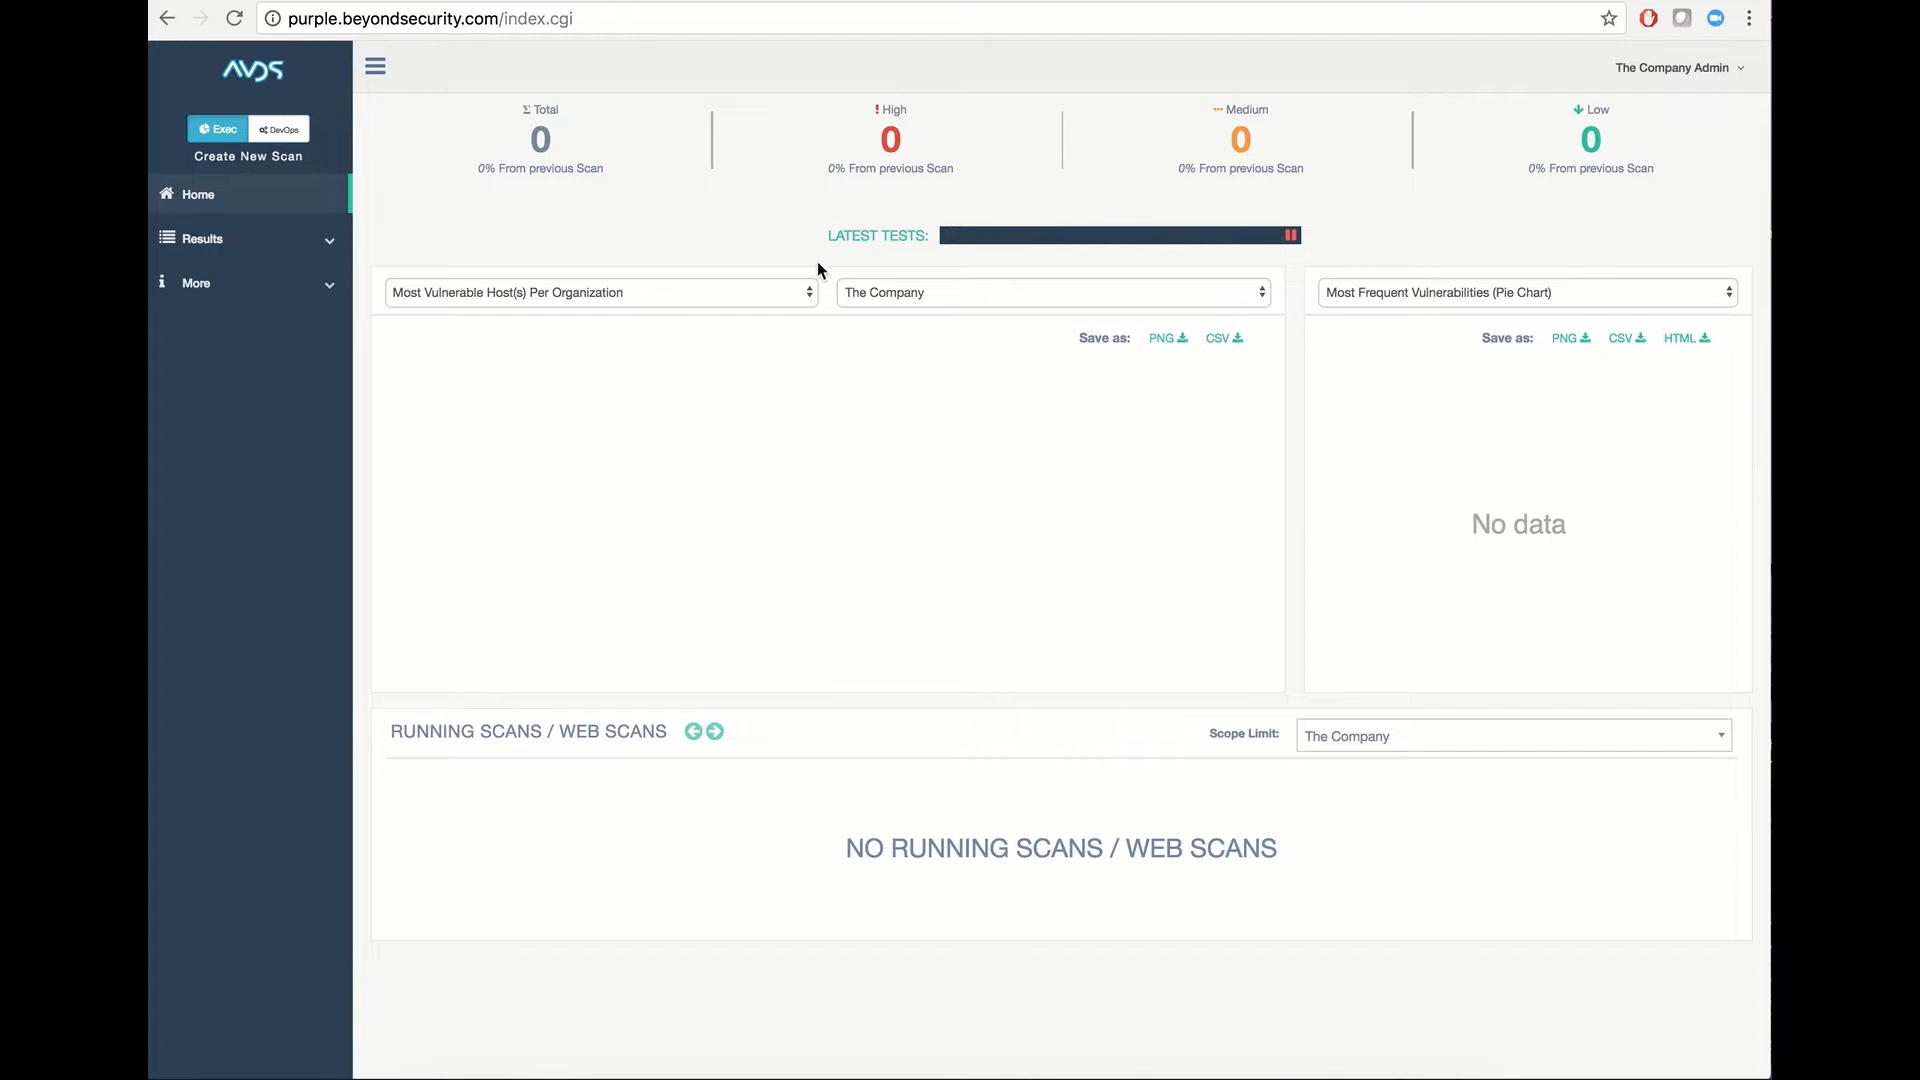 purple.beyondsecurity.com/index.cgi
AVDS
The Company Admin
Exec DevOps
Create New Scan
Home
Results
More
Σ Total
0
0% From previous Scan
High
0
0% From previous Scan
Medium
0
0% From previous Scan
Low
0
0% From previous Scan
LATEST TESTS:
Most Vulnerable Host(s) Per Organization
The Company
Save as: PNG CSV
Most Frequent Vulnerabilities (Pie Chart)
Save as: PNG CSV HTML
No data
RUNNING SCANS / WEB SCANS
Scope Limit: The Company
NO RUNNING SCANS / WEB SCANS